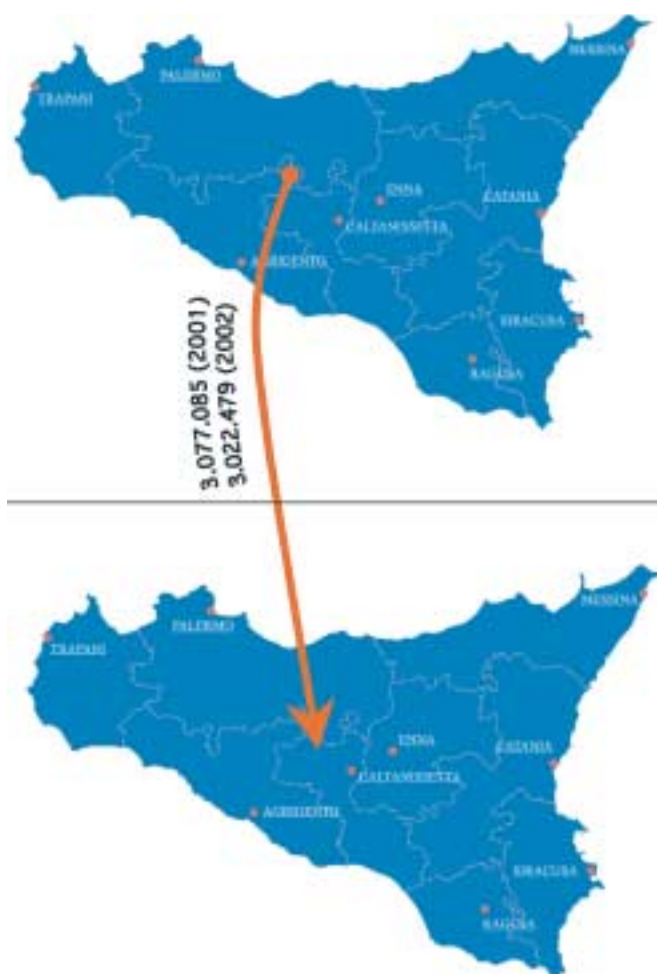 MESSINA
PALERMO
TRAPANI
ENNA
CATANIA
CALTANISSETTA
AGRIGENTO
SIRACUSA
RAGUSA
3.077.085 (2001)
3.022.479 (2002)
MESSINA
PALERMO
TRAPANI
ENNA
CATANIA
CALTANISSETTA
AGRIGENTO
SIRACUSA
RAGUSA